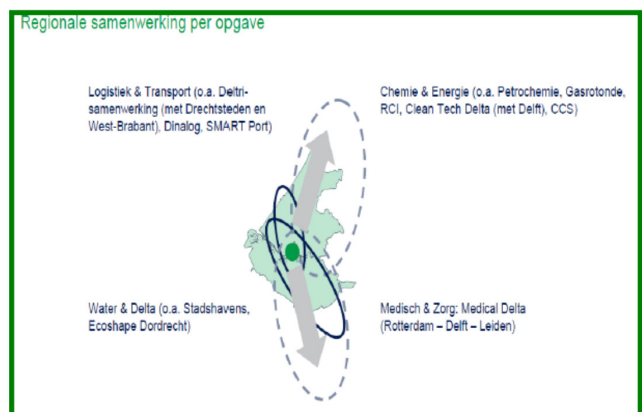 Regionale samenwerking per opgave
Logistiek & Transport (o.a. Deltri-
samenwerking (met Drechtsteden en
West-Brabant), Dinalog, SMART Port)
Chemie & Energie (o.a. Petrochemie, Gasrotonde,
RCI, Clean Tech Delta (met Delft), CCS)
Water & Delta (o.a. Stadshavens,
Ecoshape Dordrecht)
Medisch & Zorg: Medical Delta
(Rotterdam – Delft – Leiden)